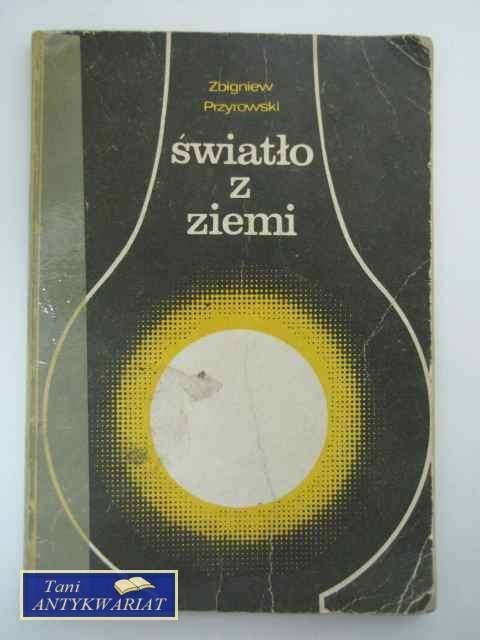 Zbigniew
Przyrowski
światło
z
ziemi
Tani
ANTYKWARIAT